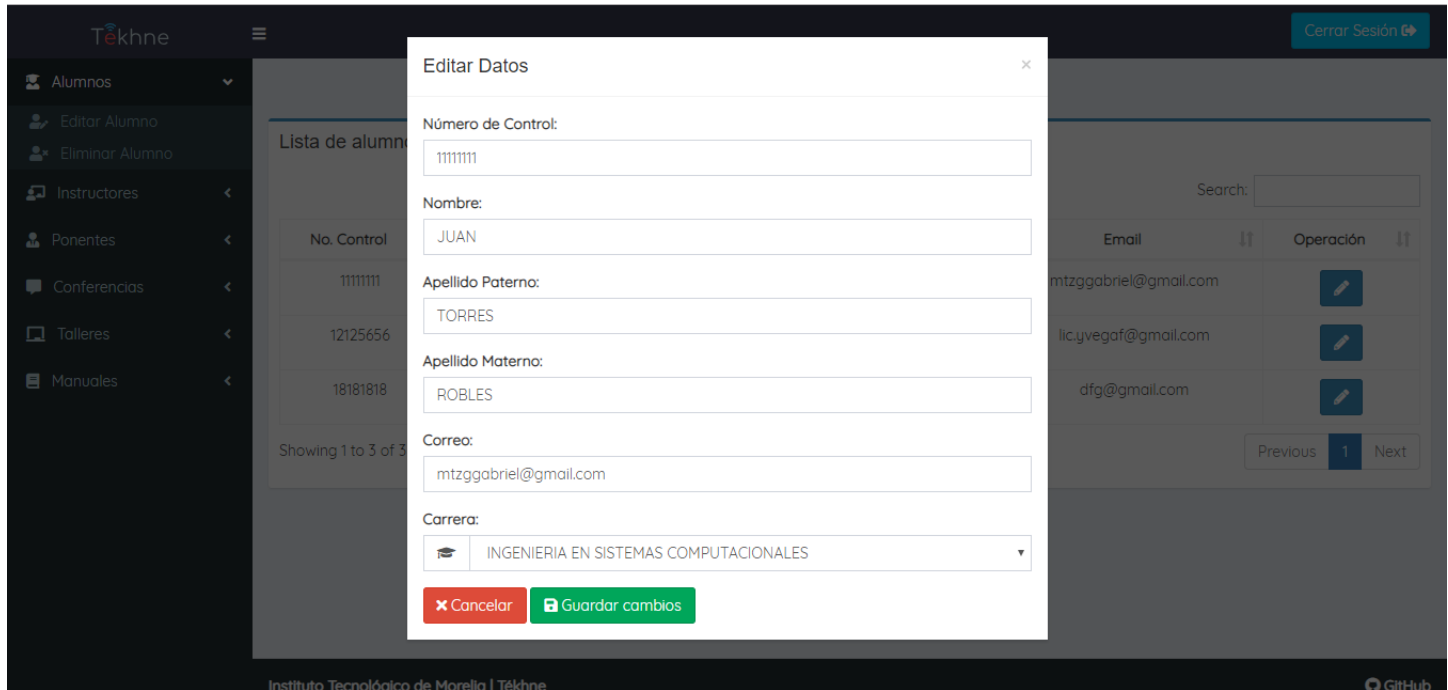 Tékhne
Cerrar Sesión
Alumnos
Editar Alumno
Eliminar Alumno
Instructores
Ponentes
Conferencias
Talleres
Manuales
Editar Datos ×
Número de Control:
11111111
Nombre:
JUAN
Apellido Paterno:
TORRES
Apellido Materno:
ROBLES
Correo:
mtzggabriel@gmail.com
Carrera:
INGENIERIA EN SISTEMAS COMPUTACIONALES
Cancelar Guardar cambios
Lista de alumno
Search:
No. Control Email Operación
11111111 mtzggabriel@gmail.com
12125656 lic.yvegaf@gmail.com
18181818 dfg@gmail.com
Showing 1 to 3 of 3 Previous 1 Next
Instituto Tecnológico de Morelia | Tékhne GitHub